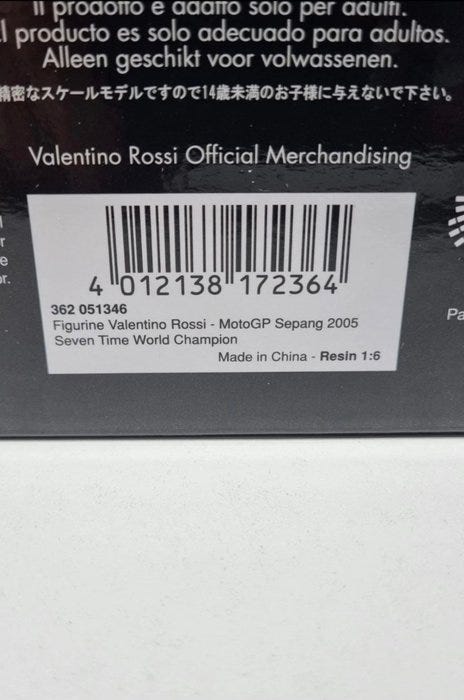 Il prodotto è adatto solo per adulti.
El producto es solo adecuado para adultos.
Alleen geschikt voor volwassenen.
精密なスケールモデルですので14歳未満のお子様に与えないで下さい。
Valentino Rossi Official Merchandising
4 012138 172364
362 051346
Figurine Valentino Rossi - MotoGP Sepang 2005
Seven Time World Champion
Made in China - Resin 1:6
Pa